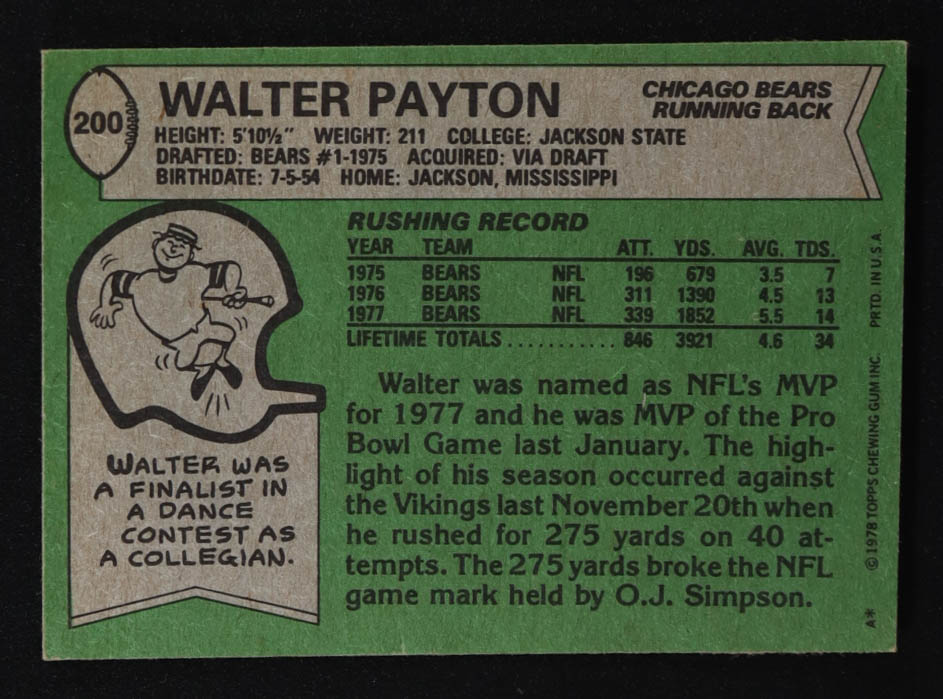 200
WALTER PAYTON
CHICAGO BEARS
RUNNING BACK
HEIGHT: 5'10½" WEIGHT: 211 COLLEGE: JACKSON STATE
DRAFTED: BEARS #1-1975 ACQUIRED: VIA DRAFT
BIRTHDATE: 7-5-54 HOME: JACKSON, MISSISSIPPI
RUSHING RECORD
YEAR TEAM ATT. YDS. AVG. TDS.
1975 BEARS NFL 196 679 3.5 7
1976 BEARS NFL 311 1390 4.5 13
1977 BEARS NFL 339 1852 5.5 14
LIFETIME TOTALS ........... 846 3921 4.6 34
Walter was named as NFL's MVP
for 1977 and he was MVP of the Pro
Bowl Game last January. The high-
light of his season occurred against
the Vikings last November 20th when
he rushed for 275 yards on 40 at-
tempts. The 275 yards broke the NFL
game mark held by O.J. Simpson.
WALTER WAS
A FINALIST IN
A DANCE
CONTEST AS
A COLLEGIAN.
A* © 1978 TOPPS CHEWING GUM INC. PRTD. IN U.S.A.